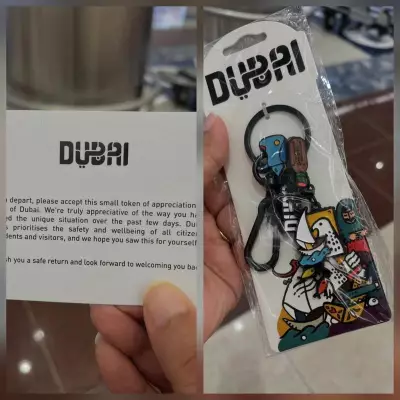 DUBAI
depart, please accept this small token of appreciation
of Dubai. We're truly appreciative of the way you ha
ed the unique situation over the past few days. Du
s prioritises the safety and wellbeing of all citize
dents and visitors, and we hope you saw this for yourself
h you a safe return and look forward to welcoming you ba
DUBAI